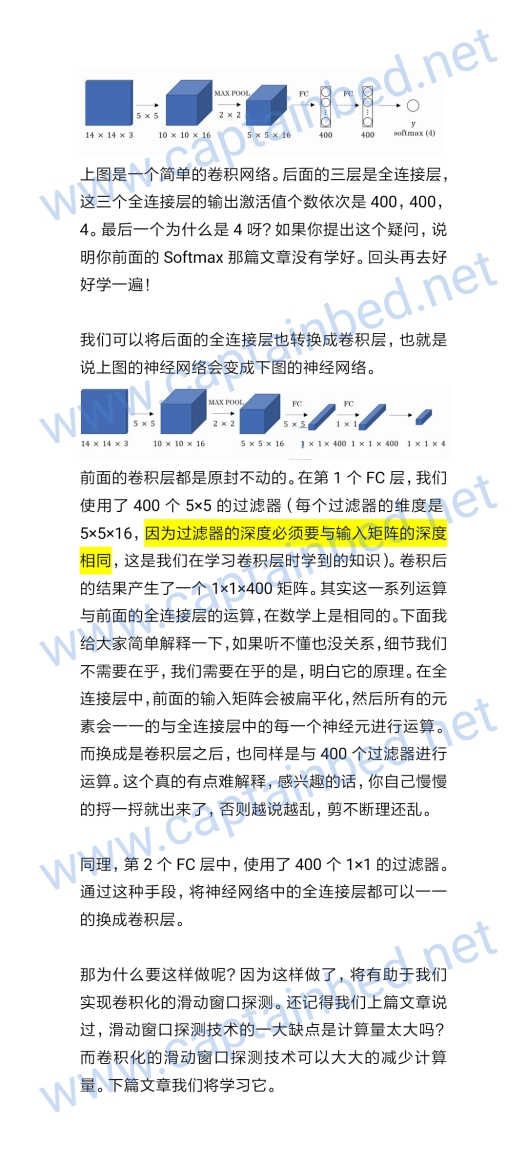 MAX POOL
FC
FC
5 × 5
2 × 2
14 × 14 × 3
10 × 10 × 16
5 × 5 × 16
400
400
y
softmax (4)
上图是一个简单的卷积网络。后面的三层是全连接层，
这三个全连接层的输出激活值个数依次是 400，400，
4。最后一个为什么是 4 呀？如果你提出这个疑问，说
明你前面的 Softmax 那篇文章没有学好。回头再去好
好学一遍！
我们可以将后面的全连接层也转换成卷积层，也就是
说上图的神经网络会变成下图的神经网络。
MAX POOL
FC
FC
5 × 5
2 × 2
5 × 5
1 × 1
14 × 14 × 3
10 × 10 × 16
5 × 5 × 16
1 × 1 × 400
1 × 1 × 400
1 × 1 × 4
前面的卷积层都是原封不动的。在第 1 个 FC 层，我们
使用了 400 个 5×5 的过滤器（每个过滤器的维度是
5×5×16，因为过滤器的深度必须要与输入矩阵的深度
相同，这是我们在学习卷积层时学到的知识）。卷积后
的结果产生了一个 1×1×400 矩阵。其实这一系列运算
与前面的全连接层的运算，在数学上是相同的。下面我
给大家简单解释一下，如果听不懂也没关系，细节我们
不需要在乎，我们需要在乎的是，明白它的原理。在全
连接层中，前面的输入矩阵会被扁平化，然后所有的元
素会一一的与全连接层中的每一个神经元进行运算。
而换成是卷积层之后，也同样是与 400 个过滤器进行
运算。这个真的有点难解释，感兴趣的话，你自己慢慢
的捋一捋就出来了，否则越说越乱，剪不断理还乱。
同理，第 2 个 FC 层中，使用了 400 个 1×1 的过滤器。
通过这种手段，将神经网络中的全连接层都可以一一
的换成卷积层。
那为什么要这样做呢？因为这样做了，将有助于我们
实现卷积化的滑动窗口探测。还记得我们上篇文章说
过，滑动窗口探测技术的一大缺点是计算量太大吗？
而卷积化的滑动窗口探测技术可以大大的减少计算
量。下篇文章我们将学习它。
www.captainbed.net
www.captainbed.net
www.captainbed.net
www.captainbed.net
www.captainbed.net